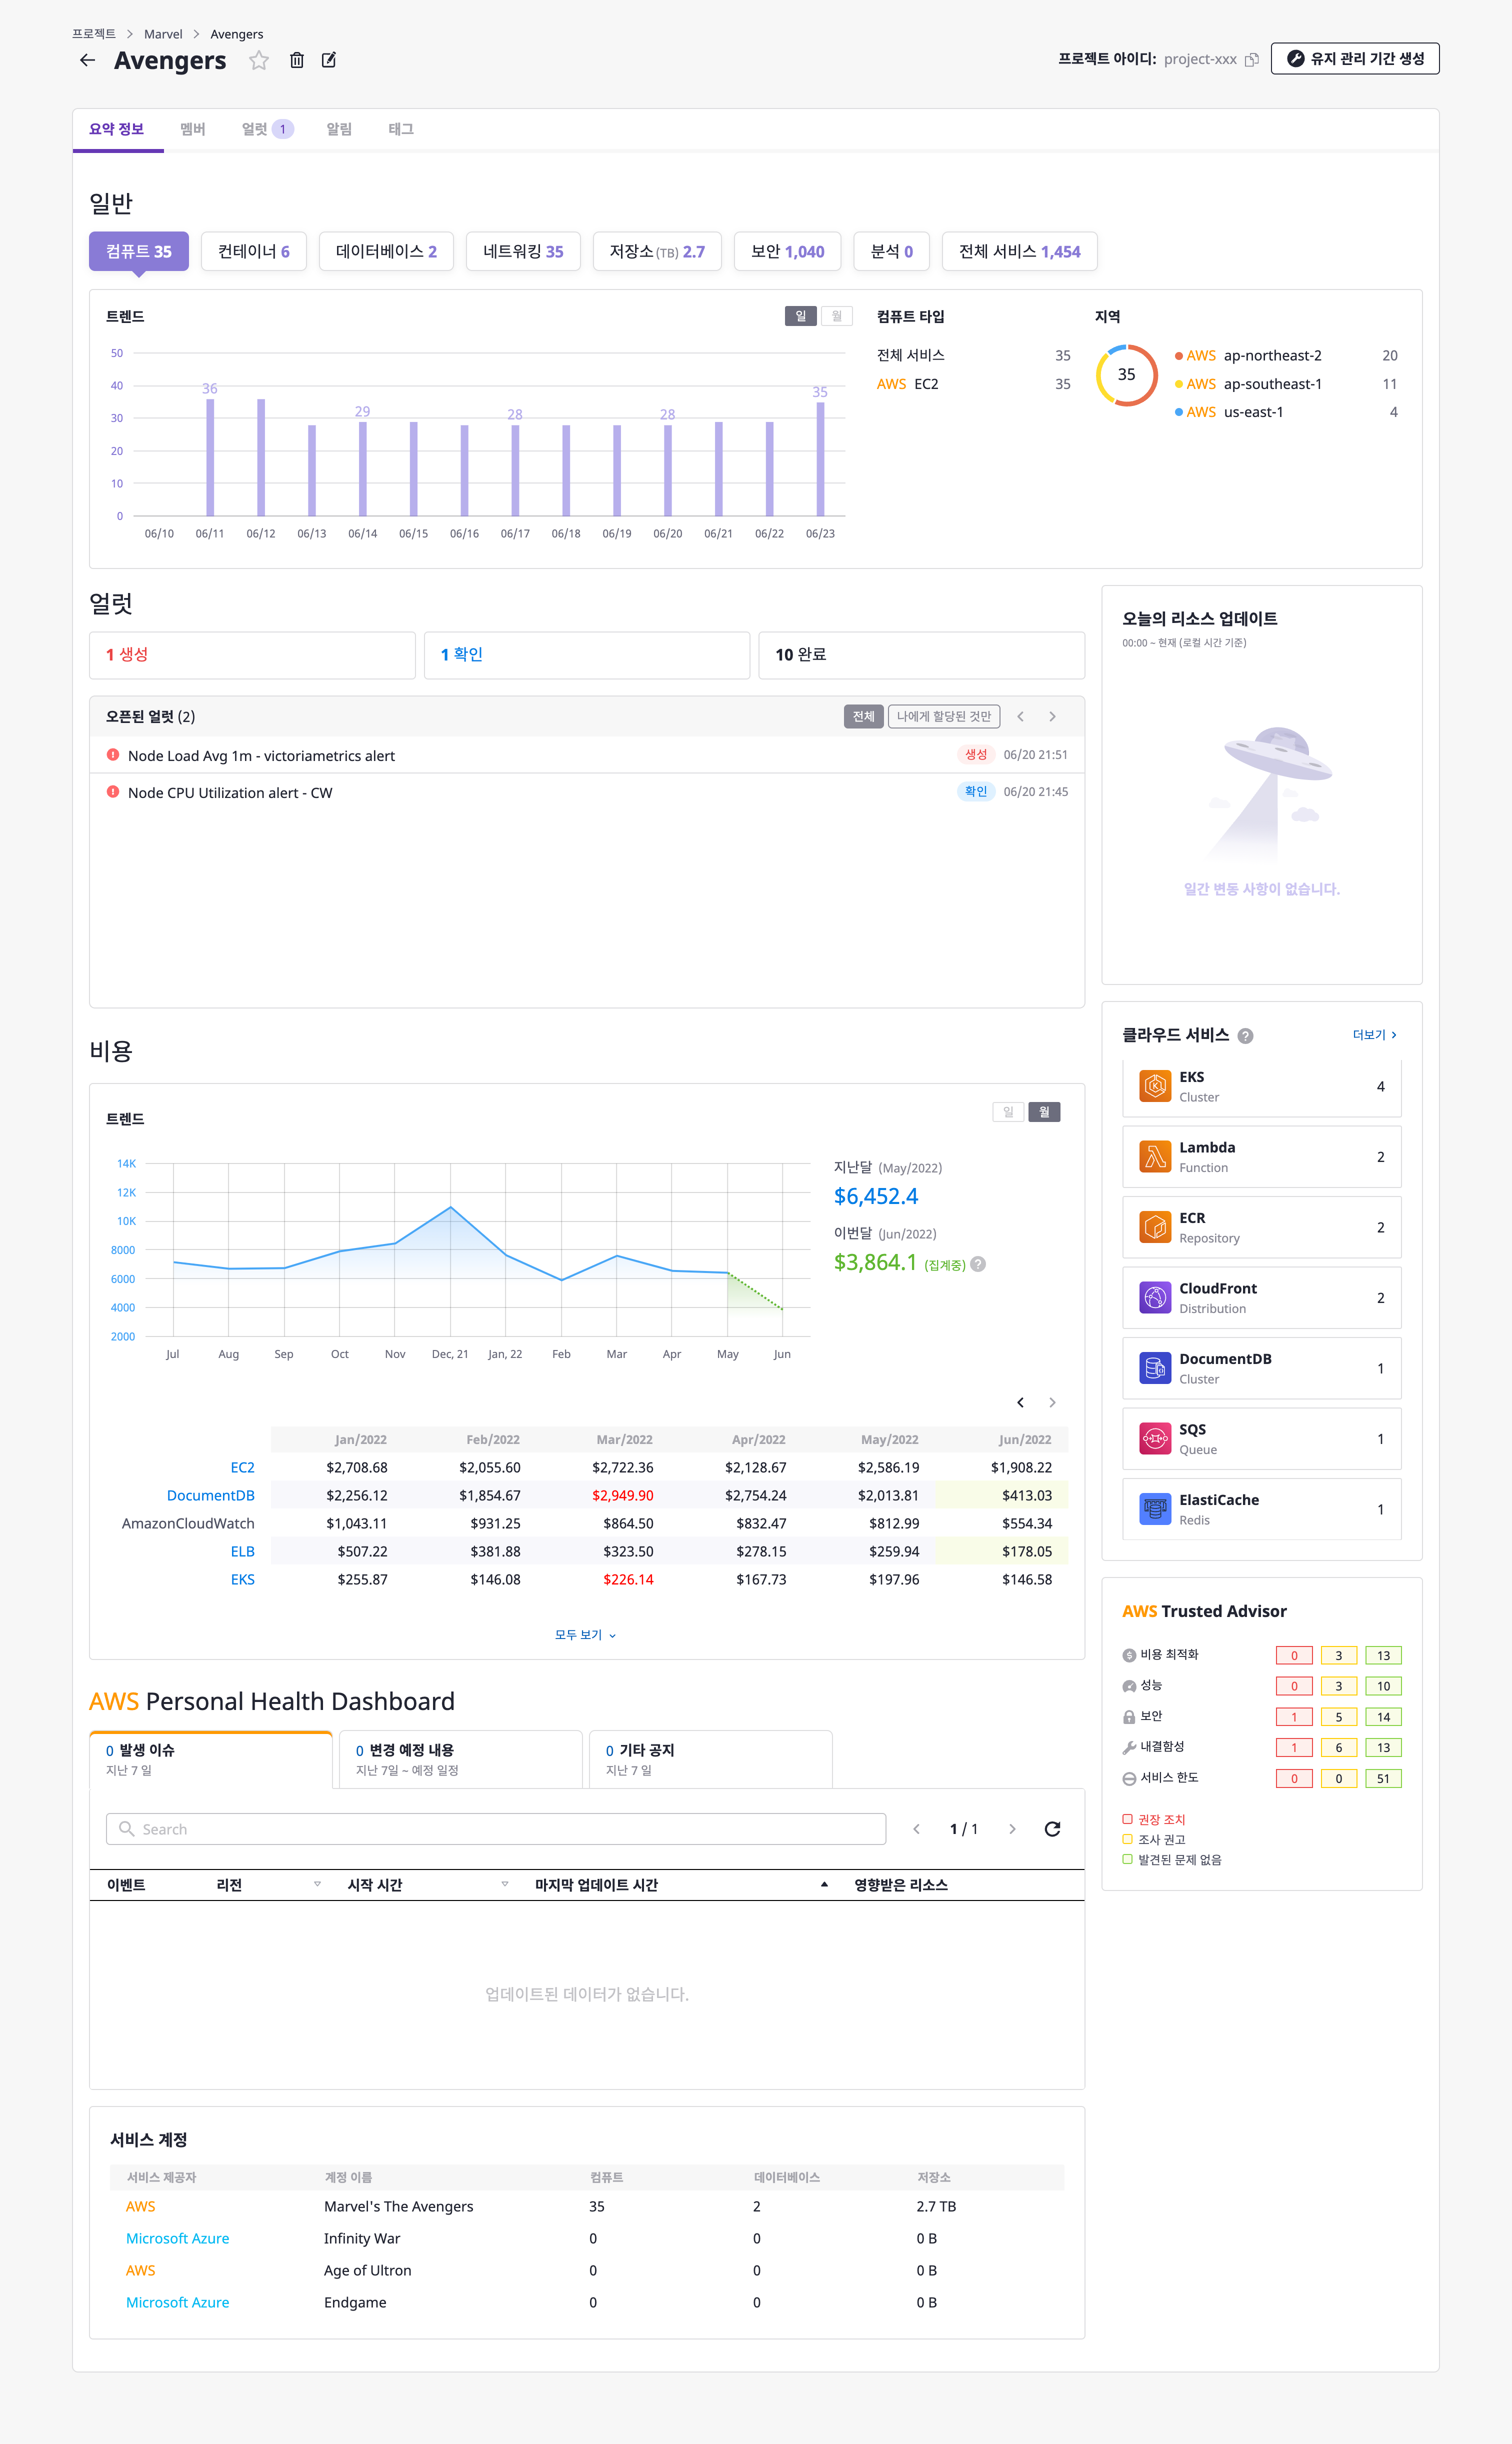 프로젝트 > Marvel > Avengers
← Avengers
프로젝트 아이디: project-xxx
유지 관리 기간 생성
요약 정보 멤버 얼럿 1 알림 태그
일반
컴퓨트 35 컨테이너 6 데이터베이스 2 네트워킹 35 저장소 (TB) 2.7 보안 1,040 분석 0 전체 서비스 1,454
트렌드 일 월
50
40
30
20
10
0
36 29 28 28 35
06/10 06/11 06/12 06/13 06/14 06/15 06/16 06/17 06/18 06/19 06/20 06/21 06/22 06/23
컴퓨트 타입
전체 서비스 35
AWS EC2 35
지역
35
AWS ap-northeast-2 20
AWS ap-southeast-1 11
AWS us-east-1 4
얼럿
1 생성
1 확인
10 완료
오픈된 얼럿 (2) 전체 나에게 할당된 것만
Node Load Avg 1m - victoriametrics alert 생성 06/20 21:51
Node CPU Utilization alert - CW 확인 06/20 21:45
오늘의 리소스 업데이트
00:00 ~ 현재 (로컬 시간 기준)
일간 변동 사항이 없습니다.
비용
트렌드 일 월
14K
12K
10K
8000
6000
4000
2000
Jul Aug Sep Oct Nov Dec, 21 Jan, 22 Feb Mar Apr May Jun
지난달 (May/2022)
$6,452.4
이번달 (Jun/2022)
$3,864.1 (집계중) ?
Jan/2022 Feb/2022 Mar/2022 Apr/2022 May/2022 Jun/2022
EC2 $2,708.68 $2,055.60 $2,722.36 $2,128.67 $2,586.19 $1,908.22
DocumentDB $2,256.12 $1,854.67 $2,949.90 $2,754.24 $2,013.81 $413.03
AmazonCloudWatch $1,043.11 $931.25 $864.50 $832.47 $812.99 $554.34
ELB $507.22 $381.88 $323.50 $278.15 $259.94 $178.05
EKS $255.87 $146.08 $226.14 $167.73 $197.96 $146.58
모두 보기
클라우드 서비스 ? 더보기
EKS
Cluster 4
Lambda
Function 2
ECR
Repository 2
CloudFront
Distribution 2
DocumentDB
Cluster 1
SQS
Queue 1
ElastiCache
Redis 1
AWS Trusted Advisor
비용 최적화 0 3 13
성능 0 3 10
보안 1 5 14
내결함성 1 6 13
서비스 한도 0 0 51
권장 조치
조사 권고
발견된 문제 없음
AWS Personal Health Dashboard
0 발생 이슈
지난 7 일
0 변경 예정 내용
지난 7일 ~ 예정 일정
0 기타 공지
지난 7 일
Search 1 / 1
이벤트 리전 시작 시간 마지막 업데이트 시간 영향받은 리소스
업데이트된 데이터가 없습니다.
서비스 계정
서비스 제공자 계정 이름 컴퓨트 데이터베이스 저장소
AWS Marvel's The Avengers 35 2 2.7 TB
Microsoft Azure Infinity War 0 0 0 B
AWS Age of Ultron 0 0 0 B
Microsoft Azure Endgame 0 0 0 B